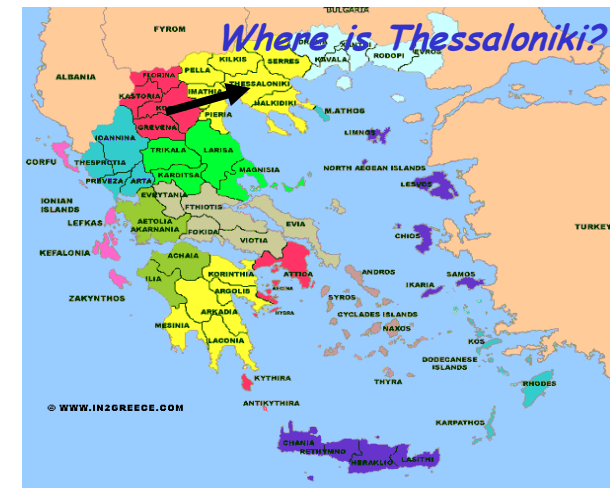 BULGARIA
FYROM
Where is Thessaloniki?
DRAMA
XANTHI
EVROS
KILKIS
SERRES
KAVALA
RODOPI
PELLA
ALBANIA
FLORINA
THESSALONIKI
IMATHIA
KASTORIA
HALKIDIKI
PIERIA
M.ATHOS
GREVENA
LIMNOS
IOANNINA
TRIKALA
LARISA
CORFU
THESPROTIA
MAGNISIA
NORTH AEGEAN ISLANDS
KARDITSA
PREVEZA
ARTA
LESVOS
EVRYTANIA
IONIAN
ISLANDS
FTHIOTIS
LEFKAS
AETOLIA
AKARNANIA
EVIA
TURKEY
FOKIDA
VIOTIA
CHIOS
KEFALONIA
ACHAIA
KORINTHIA
ATTICA
ANDROS
SAMOS
ILIA
ARGOLIS
AEGINA
IKARIA
ZAKYNTHOS
SYROS
HYDRA
ARKADIA
CYCLADES ISLANDS
MESINIA
NAXOS
LACONIA
KOS
DODECANESE
ISLANDS
KYTHIRA
THYRA
RHODES
© WWW.IN2GREECE.COM
ANTIKYTHIRA
KARPATHOS
CHANIA
RETHYMNO
HERAKLIO
LASITHI